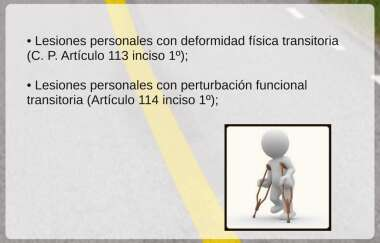 • Lesiones personales con deformidad física transitoria
(C. P. Artículo 113 inciso 1º);
• Lesiones personales con perturbación funcional
transitoria (Artículo 114 inciso 1º);